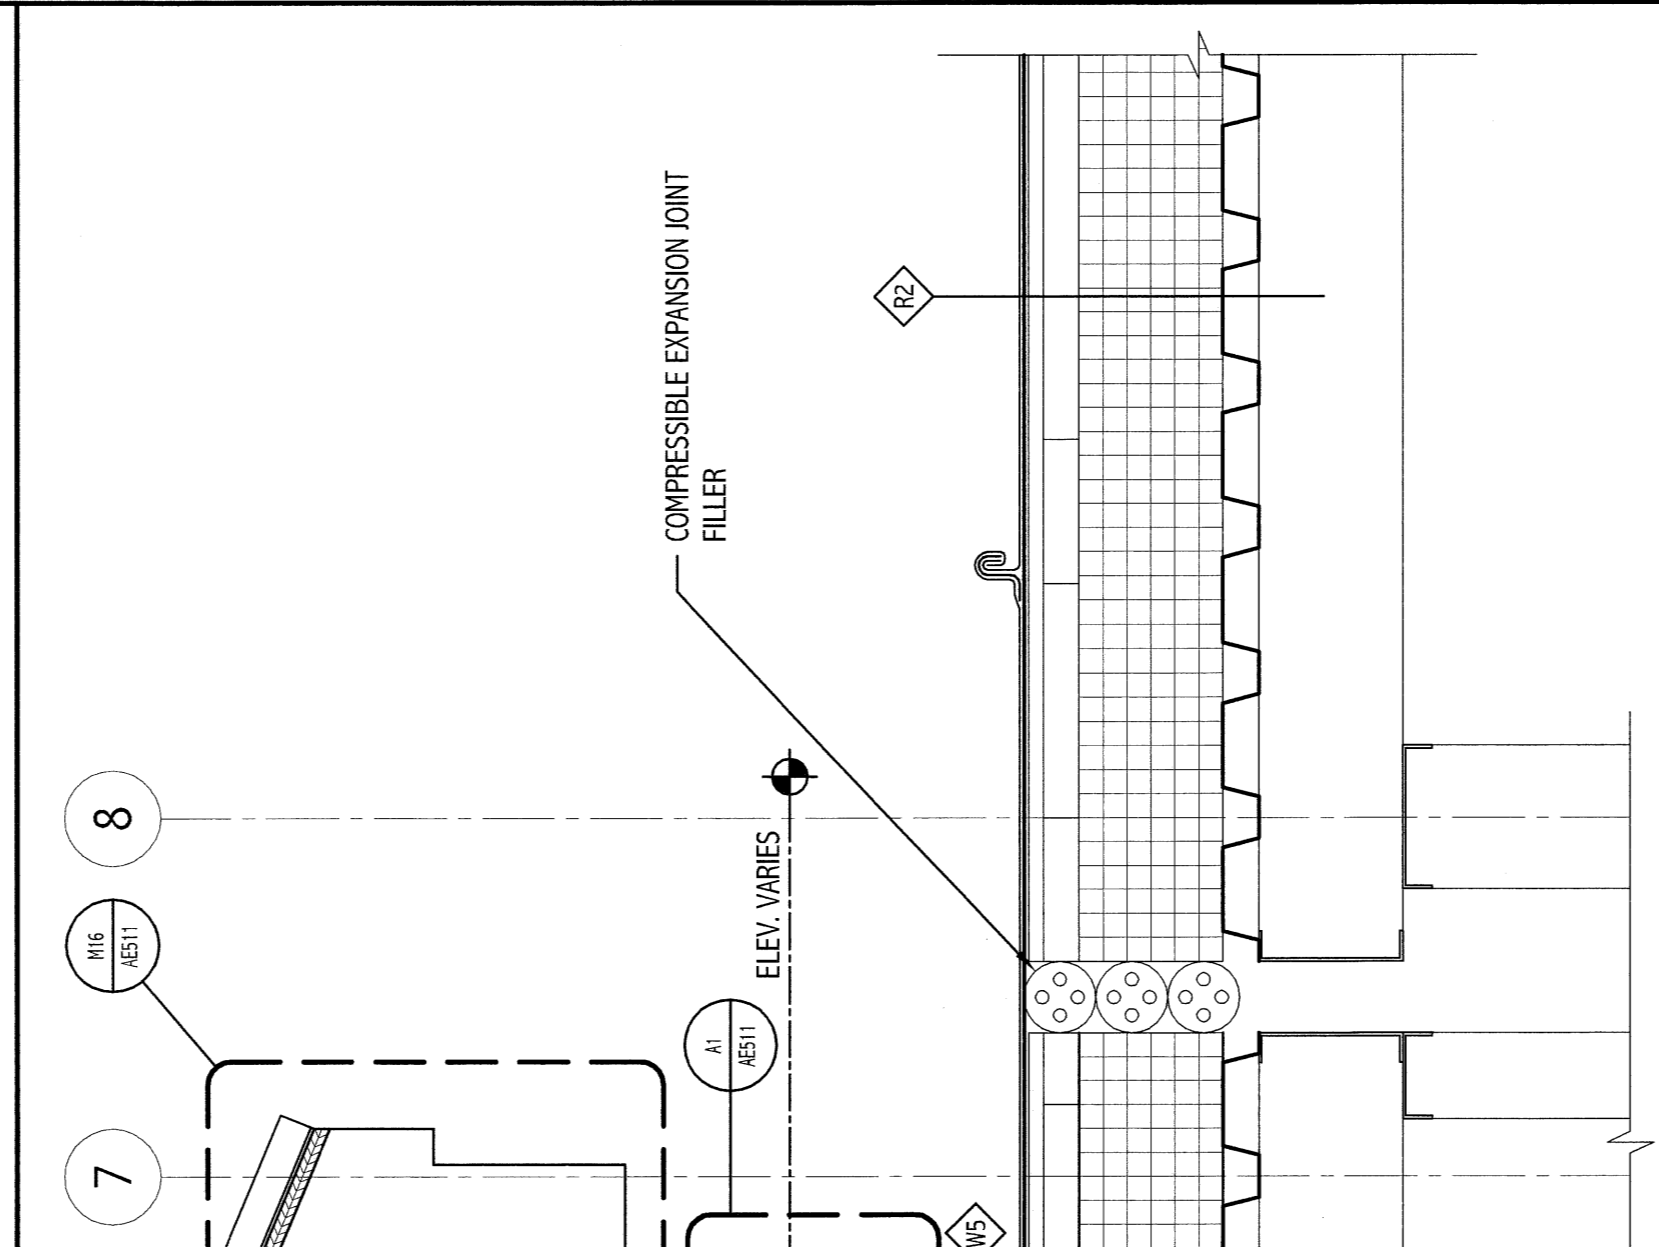 COMPRESSIBLE EXPANSION JOINT
FILLER
R2
8
M16
AE511
ELEV. VARIES
A1
AE511
7
W5